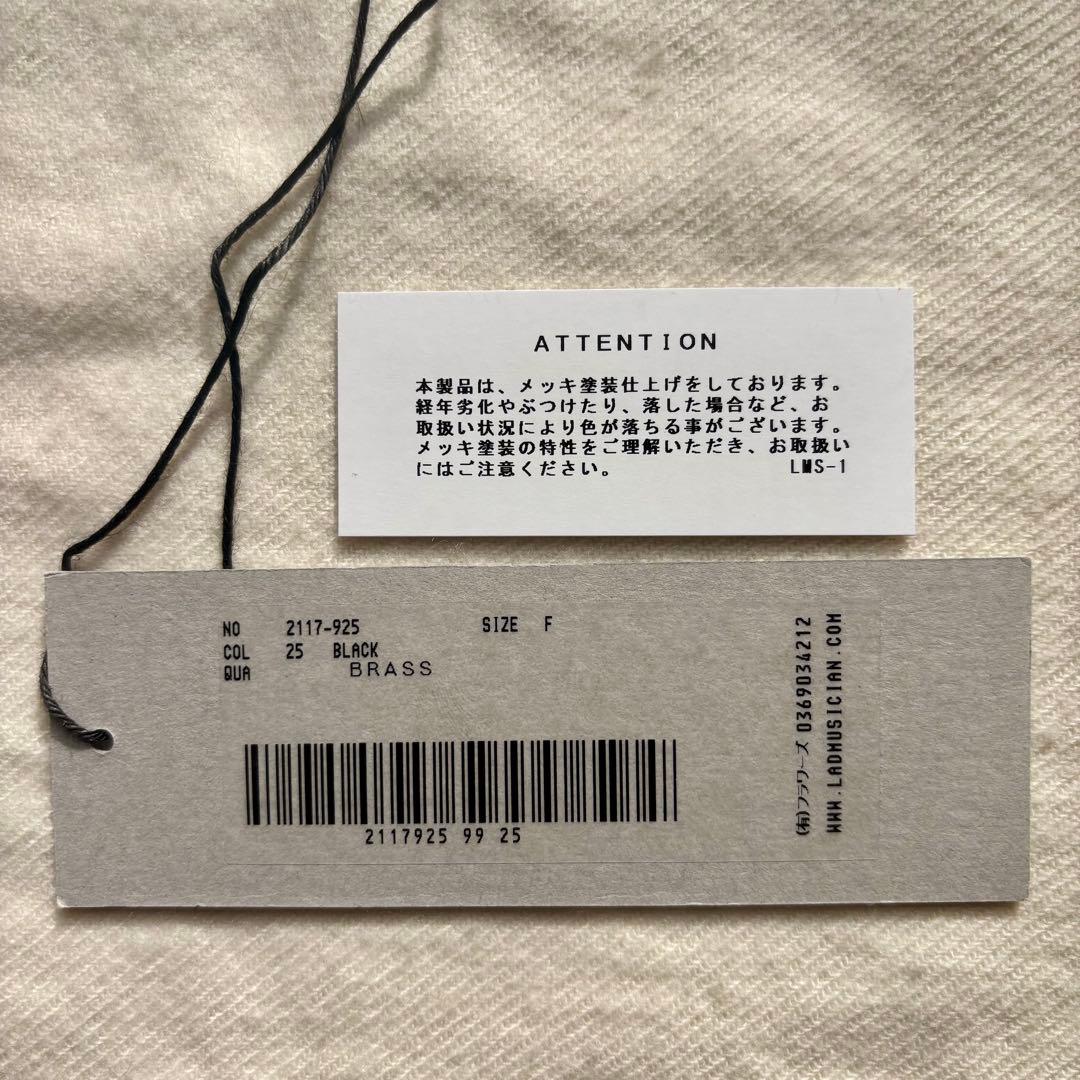 ATTENTION
本製品は、メッキ塗装仕上げをしております。
経年劣化やぶつけたり、落した場合など、お
取扱い状況により色が落ちる事がございます。
メッキ塗装の特性をご理解いただき、お取扱い
にはご注意ください。 LMS-1
NO 2117-925 SIZE F
COL 25 BLACK
QUA BRASS
2117925 99 25
(有)フラワーズ 0369034212
WWW.LADMUSICIAN.COM